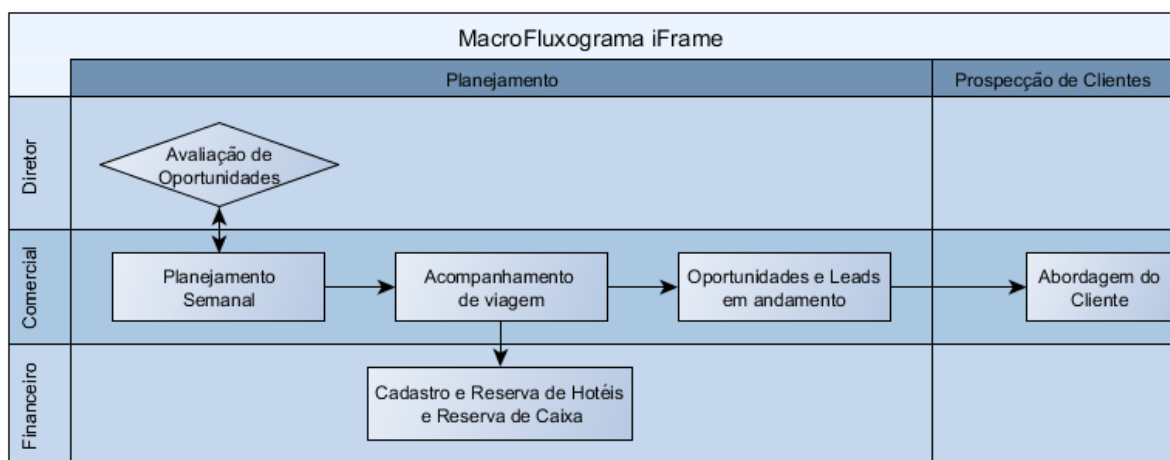 MacroFluxograma iFrame
Planejamento
Prospecção de Clientes
Diretor
Avaliação de
Oportunidades
Comercial
Planejamento
Semanal
Acompanhamento
de viagem
Oportunidades e Leads
em andamento
Abordagem do
Cliente
Financeiro
Cadastro e Reserva de Hotéis
e Reserva de Caixa